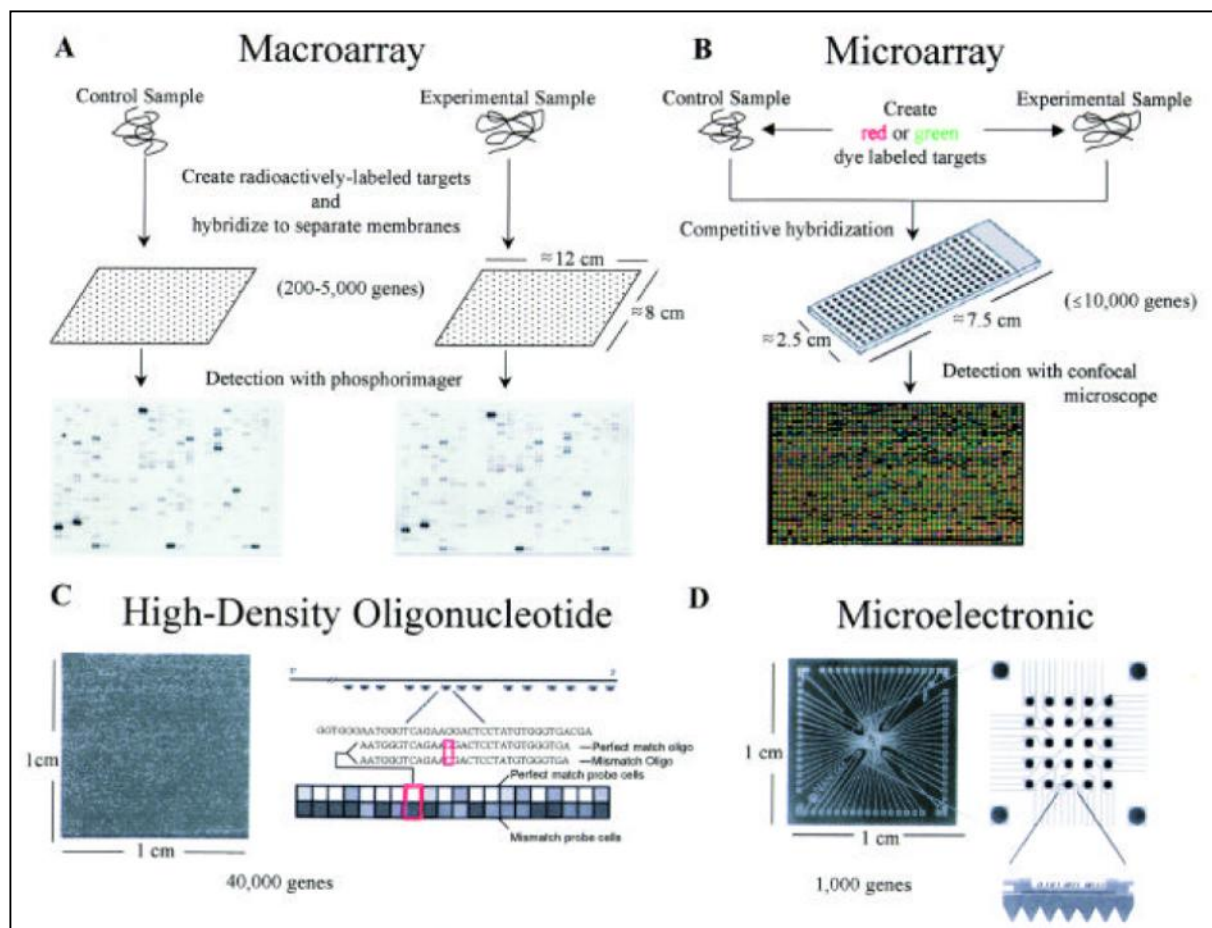 A
Macroarray
Control Sample
Experimental Sample
Create radioactively-labeled targets
and
hybridize to separate membranes
≈12 cm
(200-5,000 genes)
≈8 cm
Detection with phosphorimager
B
Microarray
Control Sample
Create
red or green
dye labeled targets
Experimental Sample
Competitive hybridization
(≤10,000 genes)
≈7.5 cm
≈2.5 cm
Detection with confocal
microscope
C
High-Density Oligonucleotide
1cm
1 cm
GGTGGGAATGGGTCAGAAGGACTCCTATGTGGGTGACGA
Perfect match oligo
Mismatch Oligo
Perfect match probe cells
Mismatch probe cells
40,000 genes
D
Microelectronic
1 cm
1 cm
1,000 genes